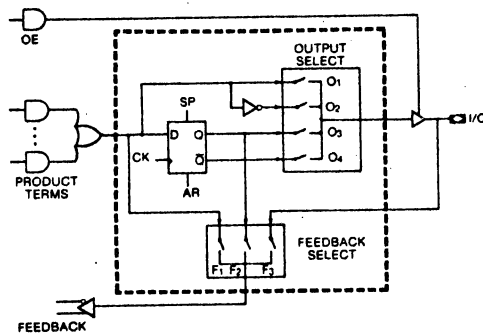 OE
OUTPUT
SELECT
O1
SP
O2
I/O
D Q
O3
CK
Q̅
O4
PRODUCT
TERMS
AR
FEEDBACK
SELECT
F1 F2 F3
FEEDBACK